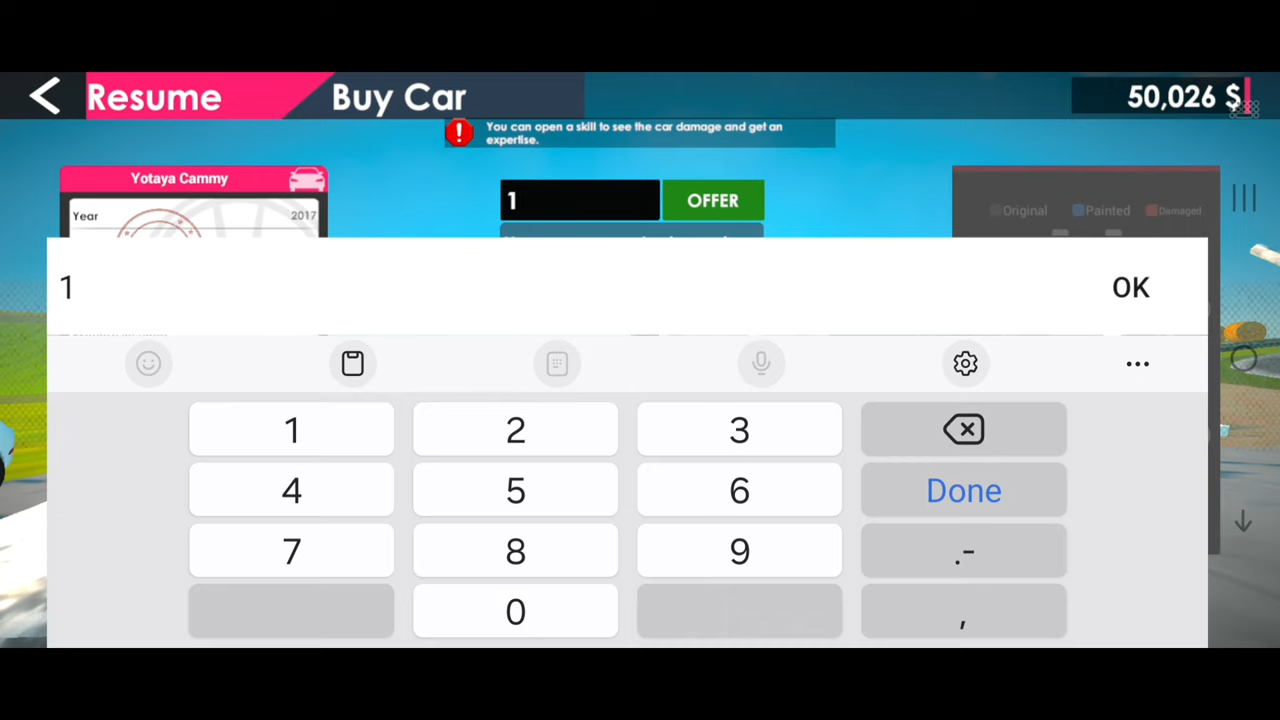 Resume
Buy Car
50,026 $
You can open a skill to see the car damage and get an
expertise.
Yotaya Cammy
1
OFFER
Original
Painted
Damaged
Year
2017
1
OK
1
2
3
4
5
6
Done
7
8
9
.-
0
,